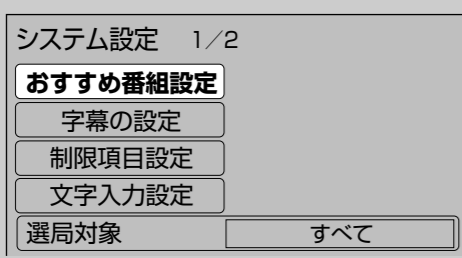 システム設定 1/2
おすすめ番組設定
字幕の設定
制限項目設定
文字入力設定
選局対象 すべて